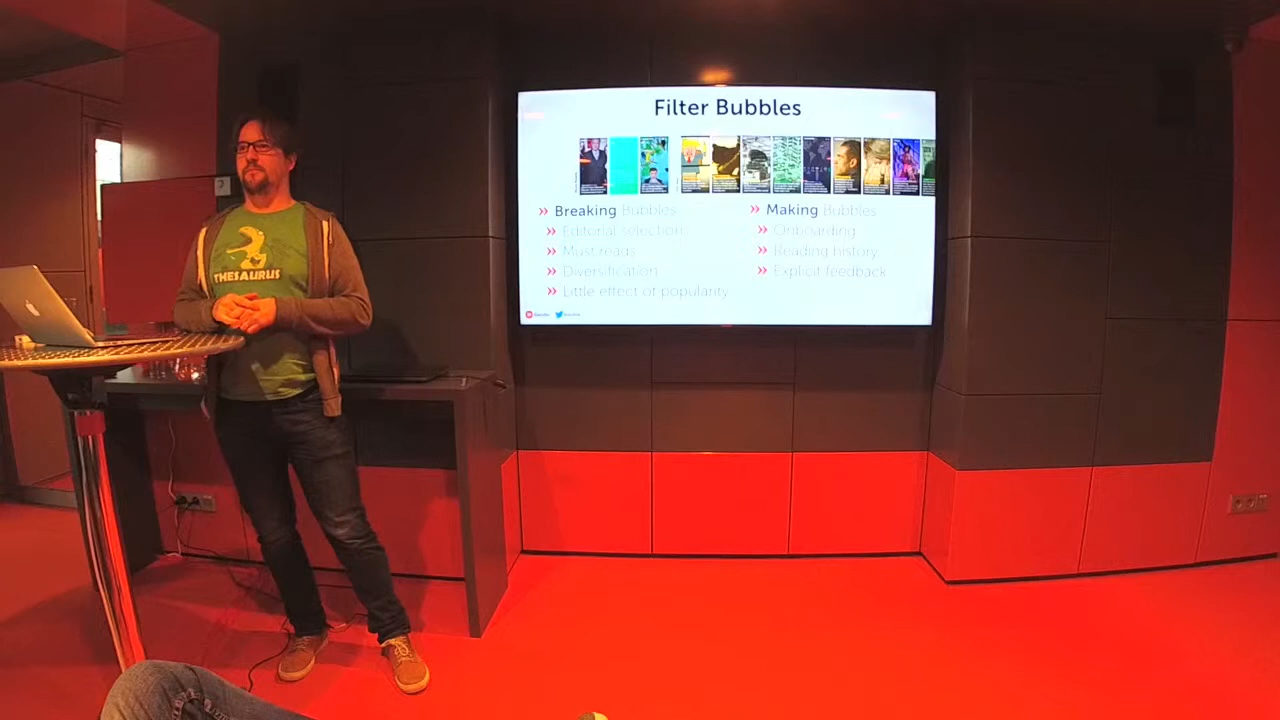 Filter Bubbles
» Breaking Bubbles
» Editorial selection
» Must reads
» Diversification
» Little effect of popularity
» Making Bubbles
» Onboarding
» Reading history
» Explicit feedback
THESAURUS